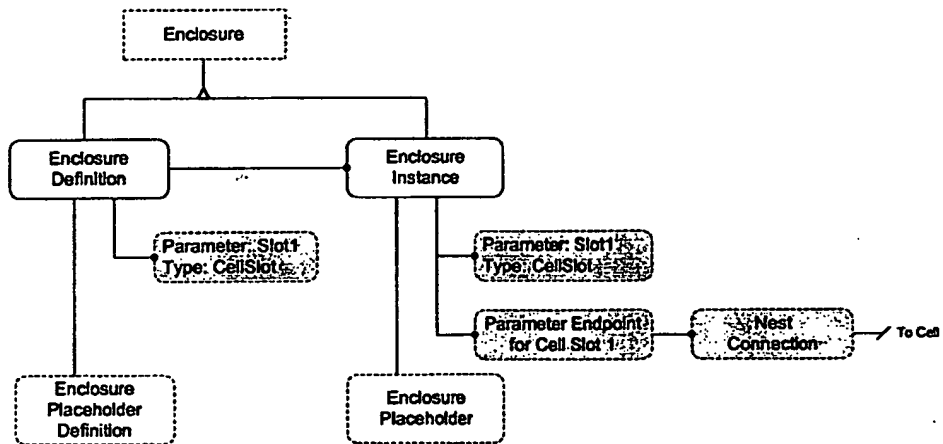 Enclosure
Enclosure
Definition
Enclosure
Instance
Parameter: Slot1
Type: CellSlot
Parameter: Slot1
Type: CellSlot
Parameter Endpoint
for Cell Slot 1
Nest
Connection
To Cell
Enclosure
Placeholder
Definition
Enclosure
Placeholder